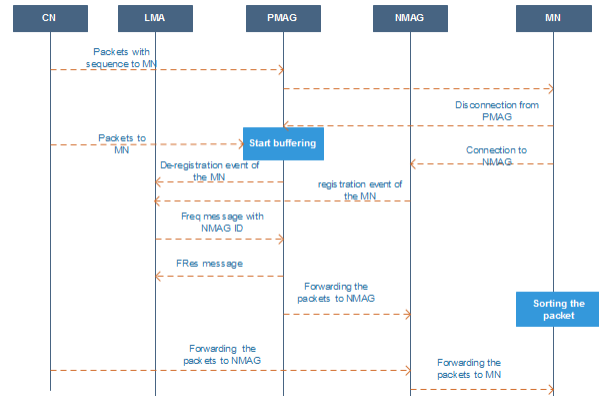 CN
LMA
PMAG
NMAG
MN
Packets with
sequence to MN
Disconnection from
PMAG
Packets to
MN
Start buffering
Connection to
NMAG
De-registration event of
the MN
registration event of
the MN
Freq message with
NMAG ID
FRes message
Forwarding the
packets to NMAG
Sorting the
packet
Forwarding the
packets to NMAG
Forwarding the
packets to MN